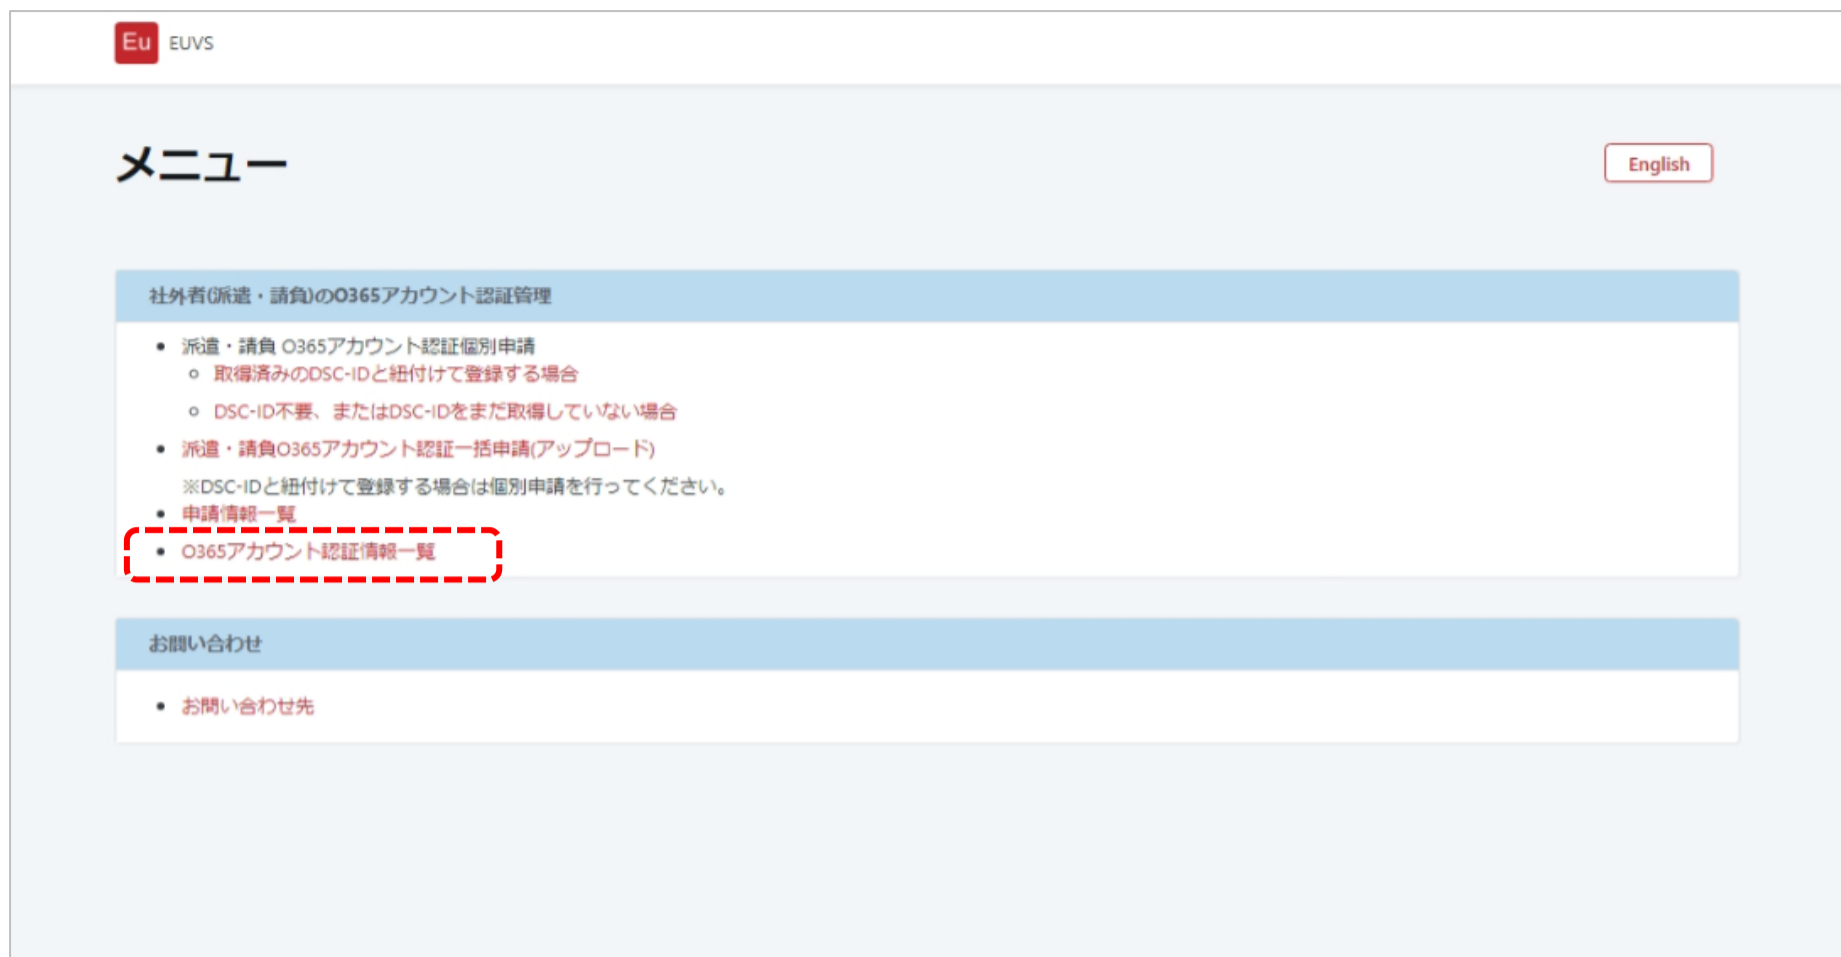 Eu EUVS
メニュー
English
社外者(派遣・請負)のO365アカウント認証管理
派遣・請負 O365アカウント認証個別申請
取得済みのDSC-IDと紐付けて登録する場合
DSC-ID不要、またはDSC-IDをまだ取得していない場合
派遣・請負O365アカウント認証一括申請(アップロード)
※DSC-IDと紐付けて登録する場合は個別申請を行ってください。
申請情報一覧
O365アカウント認証情報一覧
お問い合わせ
お問い合わせ先